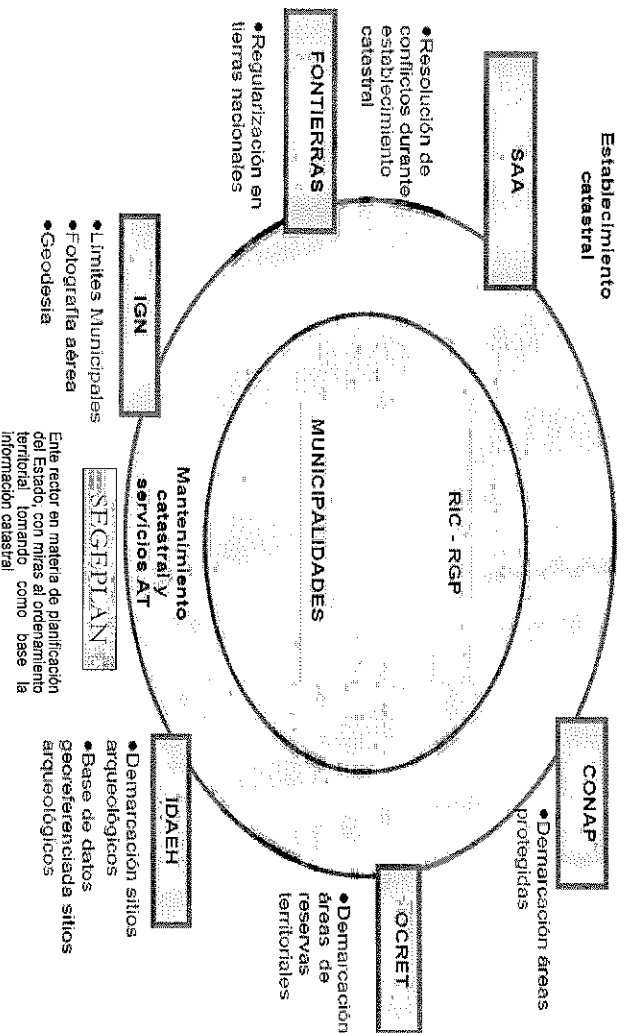 Establecimiento
catastral
SAA
●Resolución de
conflictos durante
establecimiento
catastral
FONTIERRAS
●Regularización en
tierras nacionales
RIC - RGP
MUNICIPALIDADES
Mantenimiento
catastral y
servicios AT
CONAP
●Demarcación áreas
protegidas
OCRET
●Demarcación
áreas de
reservas
territoriales
IGN
●Límites Municipales
●Fotografía aérea
●Geodesia
SEGEPLAN
Ente rector en materia de planificación
del Estado, con miras al ordenamiento
territorial tomando como base la
información catastral
IDAEH
●Demarcación sitios
arqueológicos
●Base de datos
georeferenciada sitios
arqueológicos